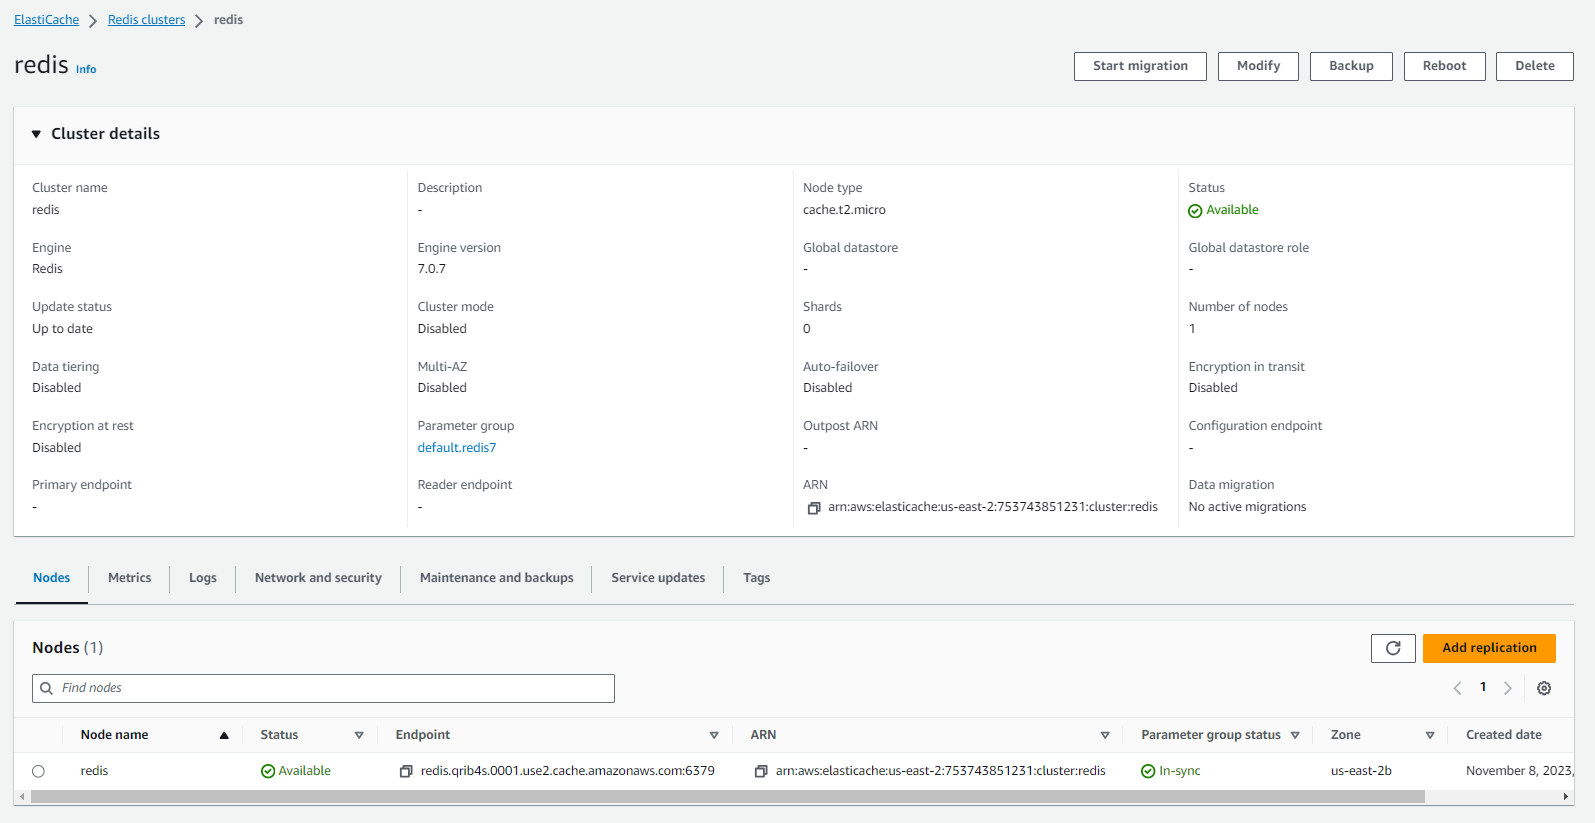 ElastiCache > Redis clusters > redis
redis Info
Start migration Modify Backup Reboot Delete
Cluster details
Cluster name Description Node type Status
redis - cache.t2.micro Available
Engine Engine version Global datastore Global datastore role
Redis 7.0.7 - -
Update status Cluster mode Shards Number of nodes
Up to date Disabled 0 1
Data tiering Multi-AZ Auto-failover Encryption in transit
Disabled Disabled Disabled Disabled
Encryption at rest Parameter group Outpost ARN Configuration endpoint
Disabled default.redis7 - -
Primary endpoint Reader endpoint ARN Data migration
- - arn:aws:elasticache:us-east-2:753743851231:cluster:redis No active migrations
Nodes Metrics Logs Network and security Maintenance and backups Service updates Tags
Nodes (1)
Add replication
Find nodes
1
Node name Status Endpoint ARN Parameter group status Zone Created date
redis Available redis.qrib4s.0001.use2.cache.amazonaws.com:6379 arn:aws:elasticache:us-east-2:753743851231:cluster:redis In-sync us-east-2b November 8, 2023,